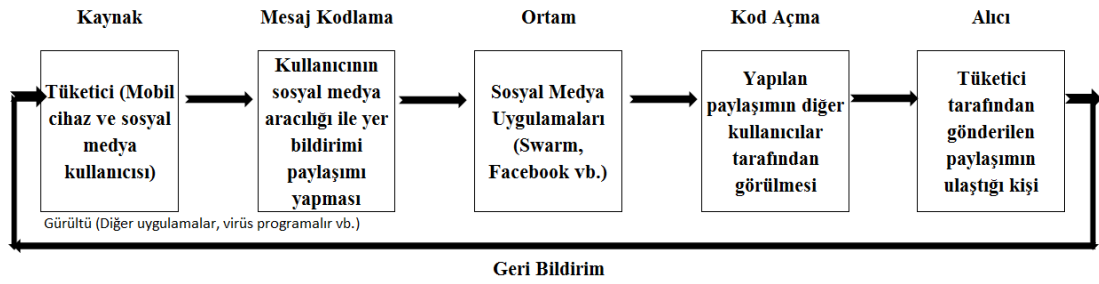 Kaynak
Mesaj Kodlama
Ortam
Kod Açma
Alıcı
Tüketici (Mobil
cihaz ve sosyal
medya
kullanıcısı)
Kullanıcının
sosyal medya
aracılığı ile yer
bildirimi
paylaşımı
yapması
Sosyal Medya
Uygulamaları
(Swarm,
Facebook vb.)
Yapılan
paylaşımın diğer
kullanıcılar
tarafından
görülmesi
Tüketici
tarafından
gönderilen
paylaşımın
ulaştığı kişi
Gürültü (Diğer uygulamalar, virüs programalır vb.)
Geri Bildirim